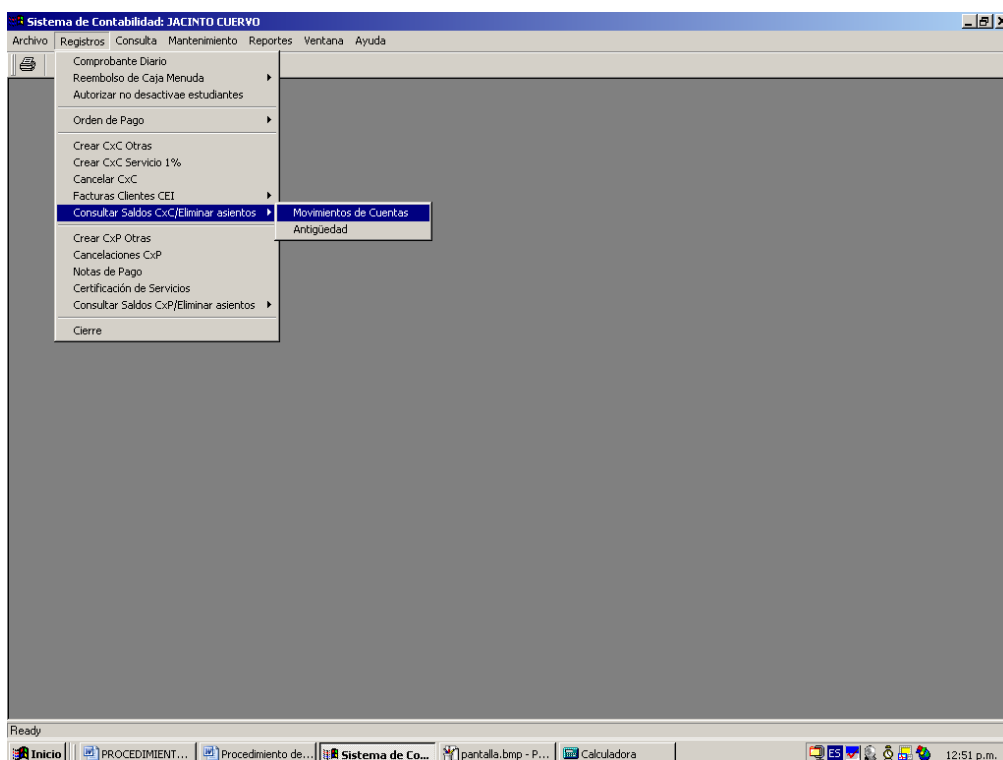 Sistema de Contabilidad: JACINTO CUERVO
Archivo Registros Consulta Mantenimiento Reportes Ventana Ayuda
Comprobante Diario
Reembolso de Caja Menuda
Autorizar no desactivae estudiantes
Orden de Pago
Crear CxC Otras
Crear CxC Servicio 1%
Cancelar CxC
Facturas Clientes CEI
Consultar Saldos CxC/Eliminar asientos
Movimientos de Cuentas
Antigüedad
Crear CxP Otras
Cancelaciones CxP
Notas de Pago
Certificación de Servicios
Consultar Saldos CxP/Eliminar asientos
Cierre
Ready
Inicio PROCEDIMIENT... Procedimiento de... Sistema de Co... pantalla.bmp - P... Calculadora ES 12:51 p.m.